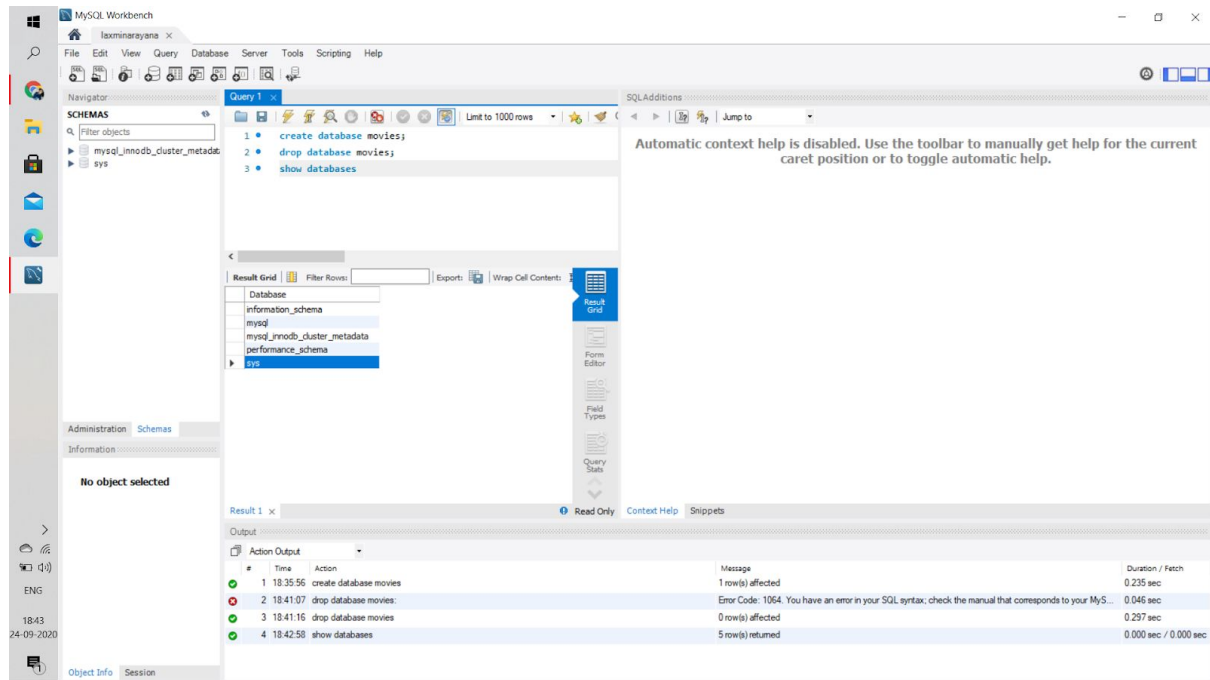 MySQL Workbench
laxminarayana ×
File Edit View Query Database Server Tools Scripting Help
Navigator
SCHEMAS
Filter objects
mysql_innodb_cluster_metadat
sys
Administration Schemas
Information
No object selected
Object Info Session
Query 1 ×
Limit to 1000 rows
1 create database movies;
2 drop database movies;
3 show databases
Result Grid Filter Rows: Export: Wrap Cell Content:
Database
information_schema
mysql
mysql_innodb_cluster_metadata
performance_schema
sys
Result
Grid
Form
Editor
Field
Types
Query
Stats
Result 1 ×
Read Only
SQLAdditions
Jump to
Automatic context help is disabled. Use the toolbar to manually get help for the current
caret position or to toggle automatic help.
Context Help Snippets
Output
Action Output
# Time Action Message Duration / Fetch
1 18:35:56 create database movies 1 row(s) affected 0.235 sec
2 18:41:07 drop database movies: Error Code: 1064. You have an error in your SQL syntax; check the manual that corresponds to your MyS... 0.046 sec
3 18:41:16 drop database movies 0 row(s) affected 0.297 sec
4 18:42:58 show databases 5 row(s) returned 0.000 sec / 0.000 sec
ENG
18:43
24-09-2020